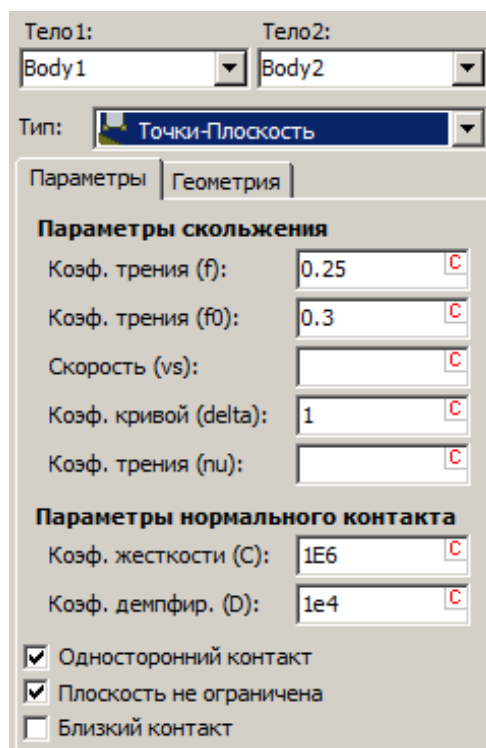 Тело1: Тело2:
Body1 Body2
Тип: Точки-Плоскость
Параметры Геометрия
Параметры скольжения
Коэф. трения (f): 0.25 C
Коэф. трения (f0): 0.3 C
Скорость (vs): C
Коэф. кривой (delta): 1 C
Коэф. трения (nu): C
Параметры нормального контакта
Коэф. жесткости (C): 1E6 C
Коэф. демпфир. (D): 1e4 C
Односторонний контакт
Плоскость не ограничена
Близкий контакт